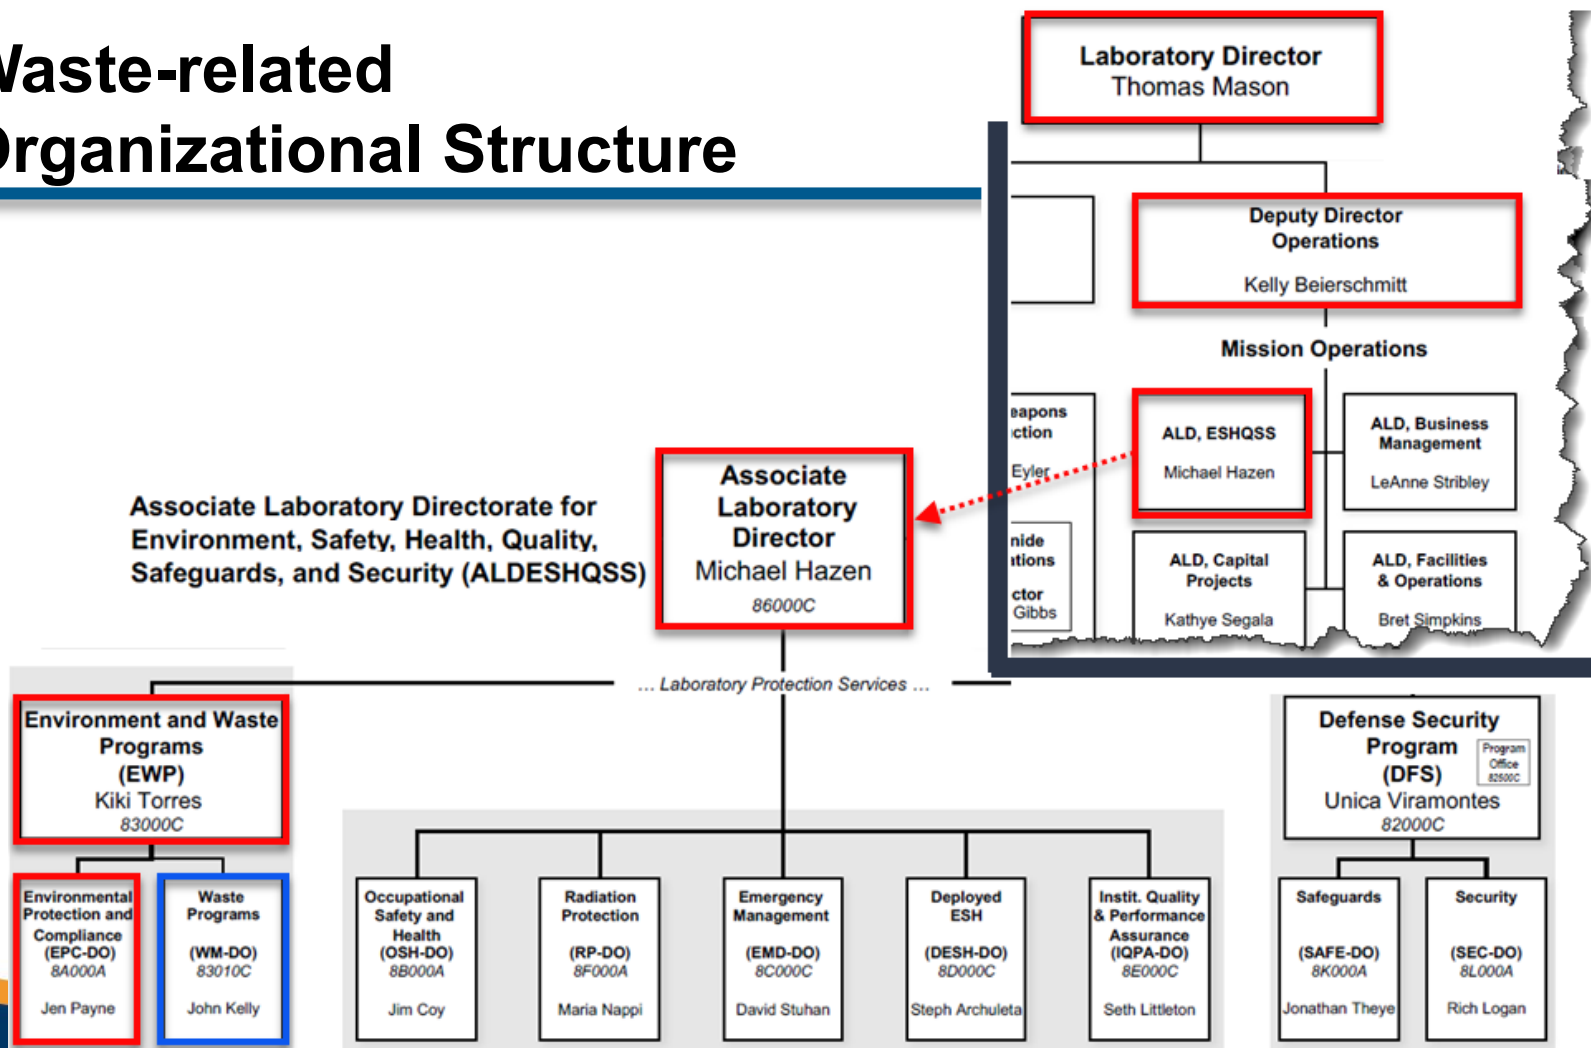 Waste-related
Organizational Structure
Laboratory Director
Thomas Mason
Deputy Director
Operations
Kelly Beierschmitt
Mission Operations
ALD, ESHQSS
Michael Hazen
ALD, Business
Management
LeAnne Stribley
Eyler
ALD, Capital
Projects
Kathye Segala
ALD, Facilities
& Operations
Bret Simpkins
Gibbs
Associate Laboratory Directorate for
Environment, Safety, Health, Quality,
Safeguards, and Security (ALDESHQSS)
Associate
Laboratory
Director
Michael Hazen
86000C
... Laboratory Protection Services ...
Environment and Waste
Programs
(EWP)
Kiki Torres
83000C
Defense Security
Program
(DFS)
Unica Viramontes
82000C
Program
Office
82500C
Environmental
Protection and
Compliance
(EPC-DO)
8A000A
Jen Payne
Waste
Programs
(WM-DO)
83010C
John Kelly
Occupational
Safety and
Health
(OSH-DO)
8B000A
Jim Coy
Radiation
Protection
(RP-DO)
8F000A
Maria Nappi
Emergency
Management
(EMD-DO)
8C000C
David Stuhan
Deployed
ESH
(DESH-DO)
8D000C
Steph Archuleta
Instit. Quality
& Performance
Assurance
(IQPA-DO)
8E000C
Seth Littleton
Safeguards
(SAFE-DO)
8K000A
Jonathan Theye
Security
(SEC-DO)
8L000A
Rich Logan